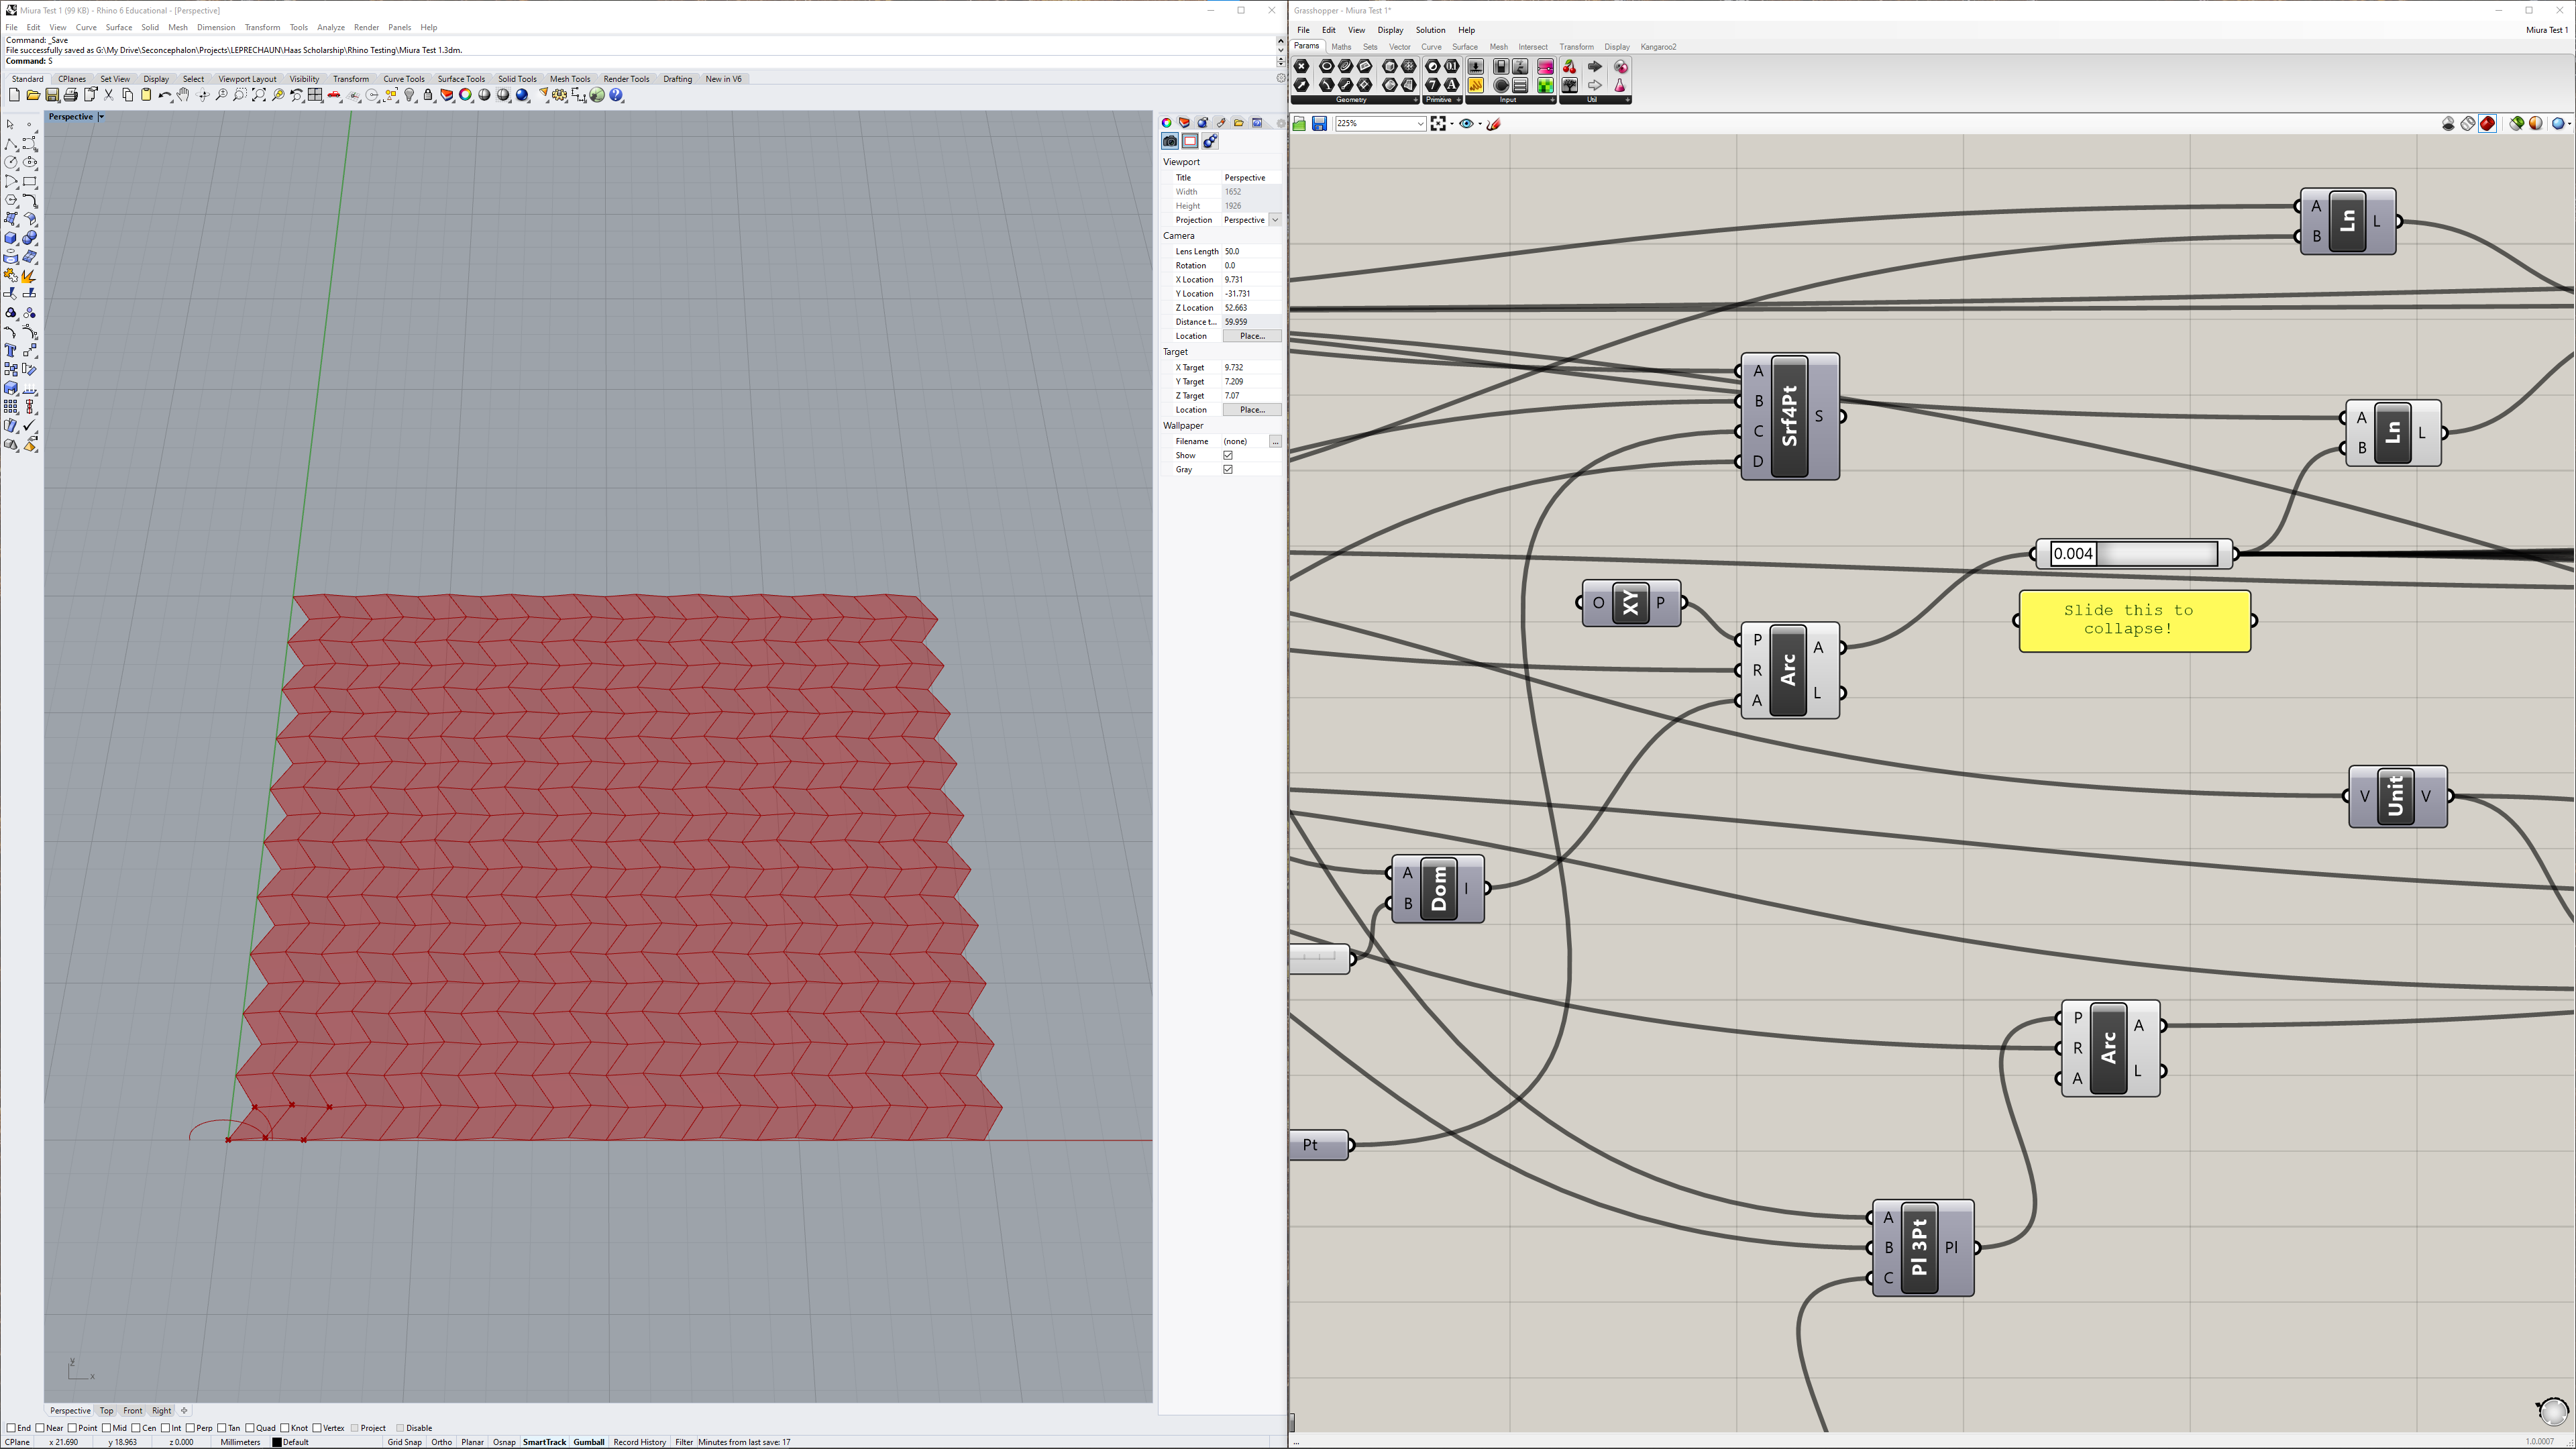 Miura Test 1 (99 KB) - Rhino 6 Educational - [Perspective]
File Edit View Curve Surface Solid Mesh Dimension Transform Tools Analyze Render Panels Help
Command: _Save
File successfully saved as G:\My Drive\Seconcephalon\Projects\LEPRECHAUN\Haas Scholarship\Rhino Testing\Miura Test 1.3dm.
Command: S
Standard CPlanes Set View Display Select Viewport Layout Visibility Transform Curve Tools Surface Tools Solid Tools Mesh Tools Render Tools Drafting New in V6
Perspective
Viewport
Title Perspective
Width 1652
Height 1926
Projection Perspective
Camera
Lens Length 50.0
Rotation 0.0
X Location 9.731
Y Location -31.731
Z Location 52.663
Distance t... 59.959
Location Place...
Target
X Target 9.732
Y Target 7.209
Z Target 7.07
Location Place...
Wallpaper
Filename (none) ...
Show
Gray
y
x
Perspective Top Front Right
End Near Point Mid Cen Int Perp Tan Quad Knot Vertex Project Disable
CPlane x 21.690 y 18.963 z 0.000 Millimeters Default Grid Snap Ortho Planar Osnap SmartTrack Gumball Record History Filter Minutes from last save: 17
Grasshopper - Miura Test 1*
File Edit View Display Solution Help
Miura Test 1
Params Maths Sets Vector Curve Surface Mesh Intersect Transform Display Kangaroo2
Geometry Primitive Input Util
225%
A B Ln L
A B C D Srf4Pt S
A B Ln L
0.004
Slide this to
collapse!
O XY P
P R A Arc A L
V Unit V
A B Dom I
P R A Arc A L
Pt
A B C Pl 3Pt Pl
...
1.0.0007